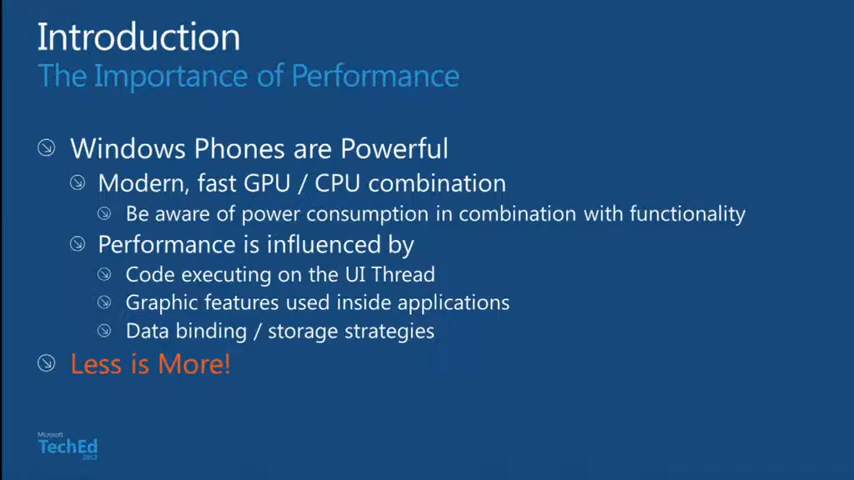 Introduction
The Importance of Performance
Windows Phones are Powerful
Modern, fast GPU / CPU combination
Be aware of power consumption in combination with functionality
Performance is influenced by
Code executing on the UI Thread
Graphic features used inside applications
Data binding / storage strategies
Less is More!
Microsoft
TechEd
2012